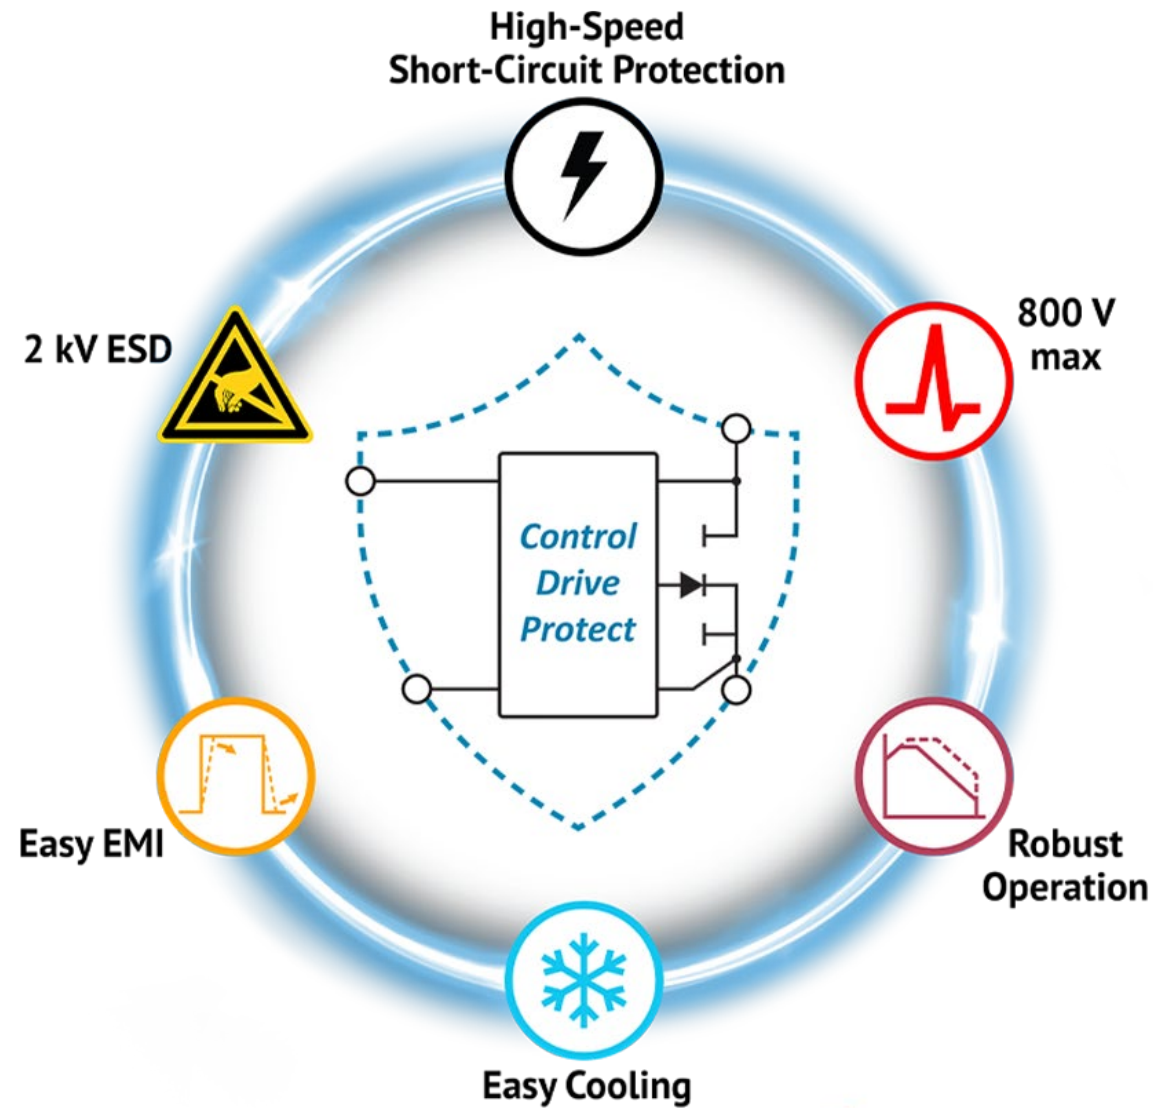 High-Speed
Short-Circuit Protection
800 V
max
2 kV ESD
Control
Drive
Protect
Easy EMI
Robust
Operation
Easy Cooling